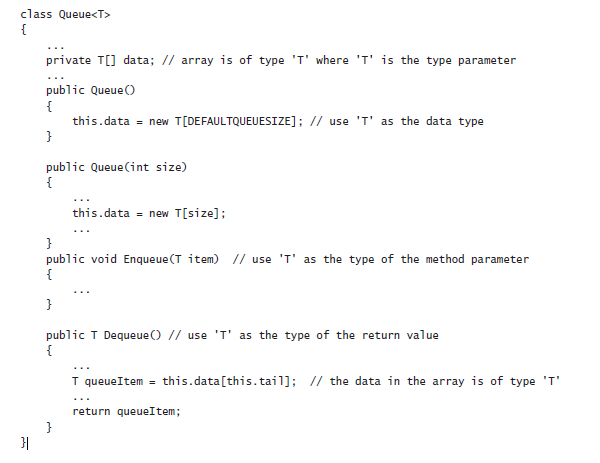 class Queue<T>
{
...
private T[] data; // array is of type 'T' where 'T' is the type parameter
...
public Queue()
{
this.data = new T[DEFAULTQUEUESIZE]; // use 'T' as the data type
}
public Queue(int size)
{
...
this.data = new T[size];
...
}
public void Enqueue(T item)  // use 'T' as the type of the method parameter
{
...
}
public T Dequeue() // use 'T' as the type of the return value
{
...
T queueItem = this.data[this.tail];  // the data in the array is of type 'T'
...
return queueItem;
}
}